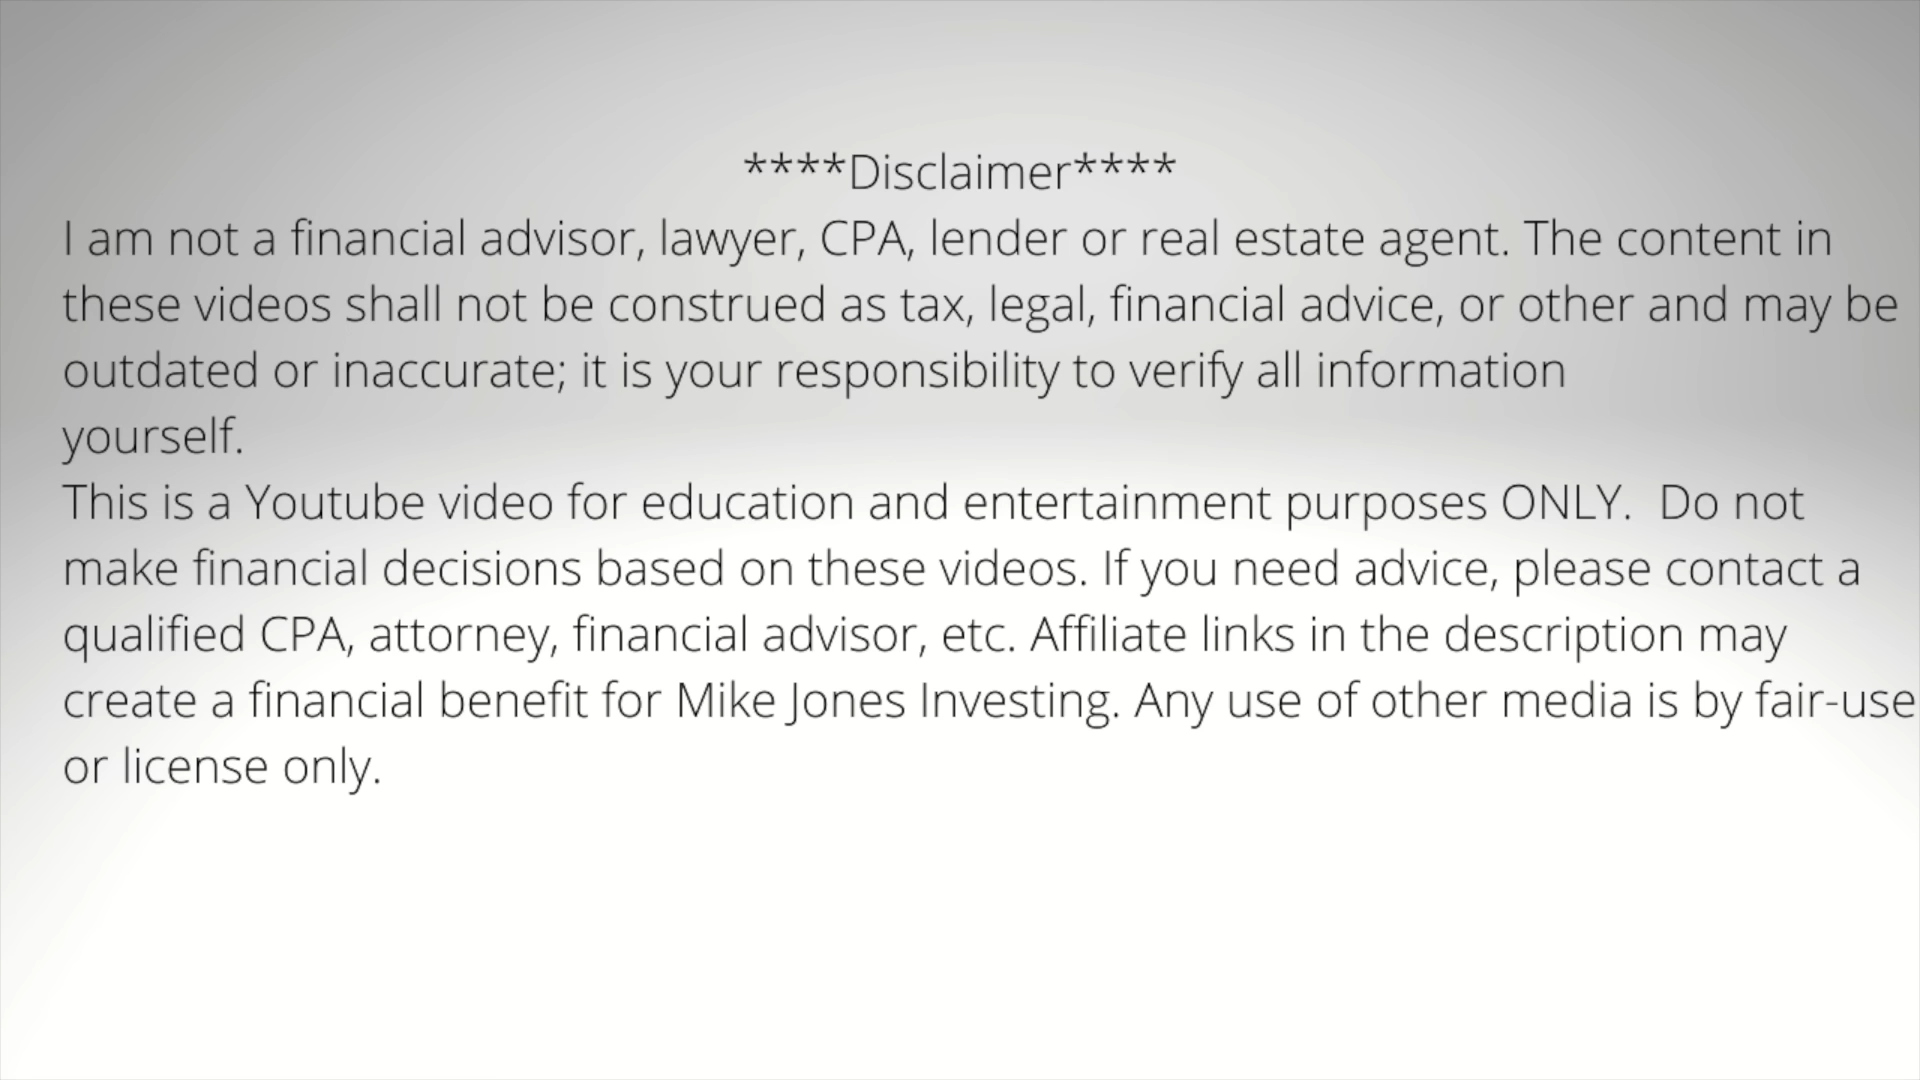 ****Disclaimer****
I am not a financial advisor, lawyer, CPA, lender or real estate agent. The content in
these videos shall not be construed as tax, legal, financial advice, or other and may be
outdated or inaccurate; it is your responsibility to verify all information
yourself.
This is a Youtube video for education and entertainment purposes ONLY.  Do not
make financial decisions based on these videos. If you need advice, please contact a
qualified CPA, attorney, financial advisor, etc. Affiliate links in the description may
create a financial benefit for Mike Jones Investing. Any use of other media is by fair-use
or license only.